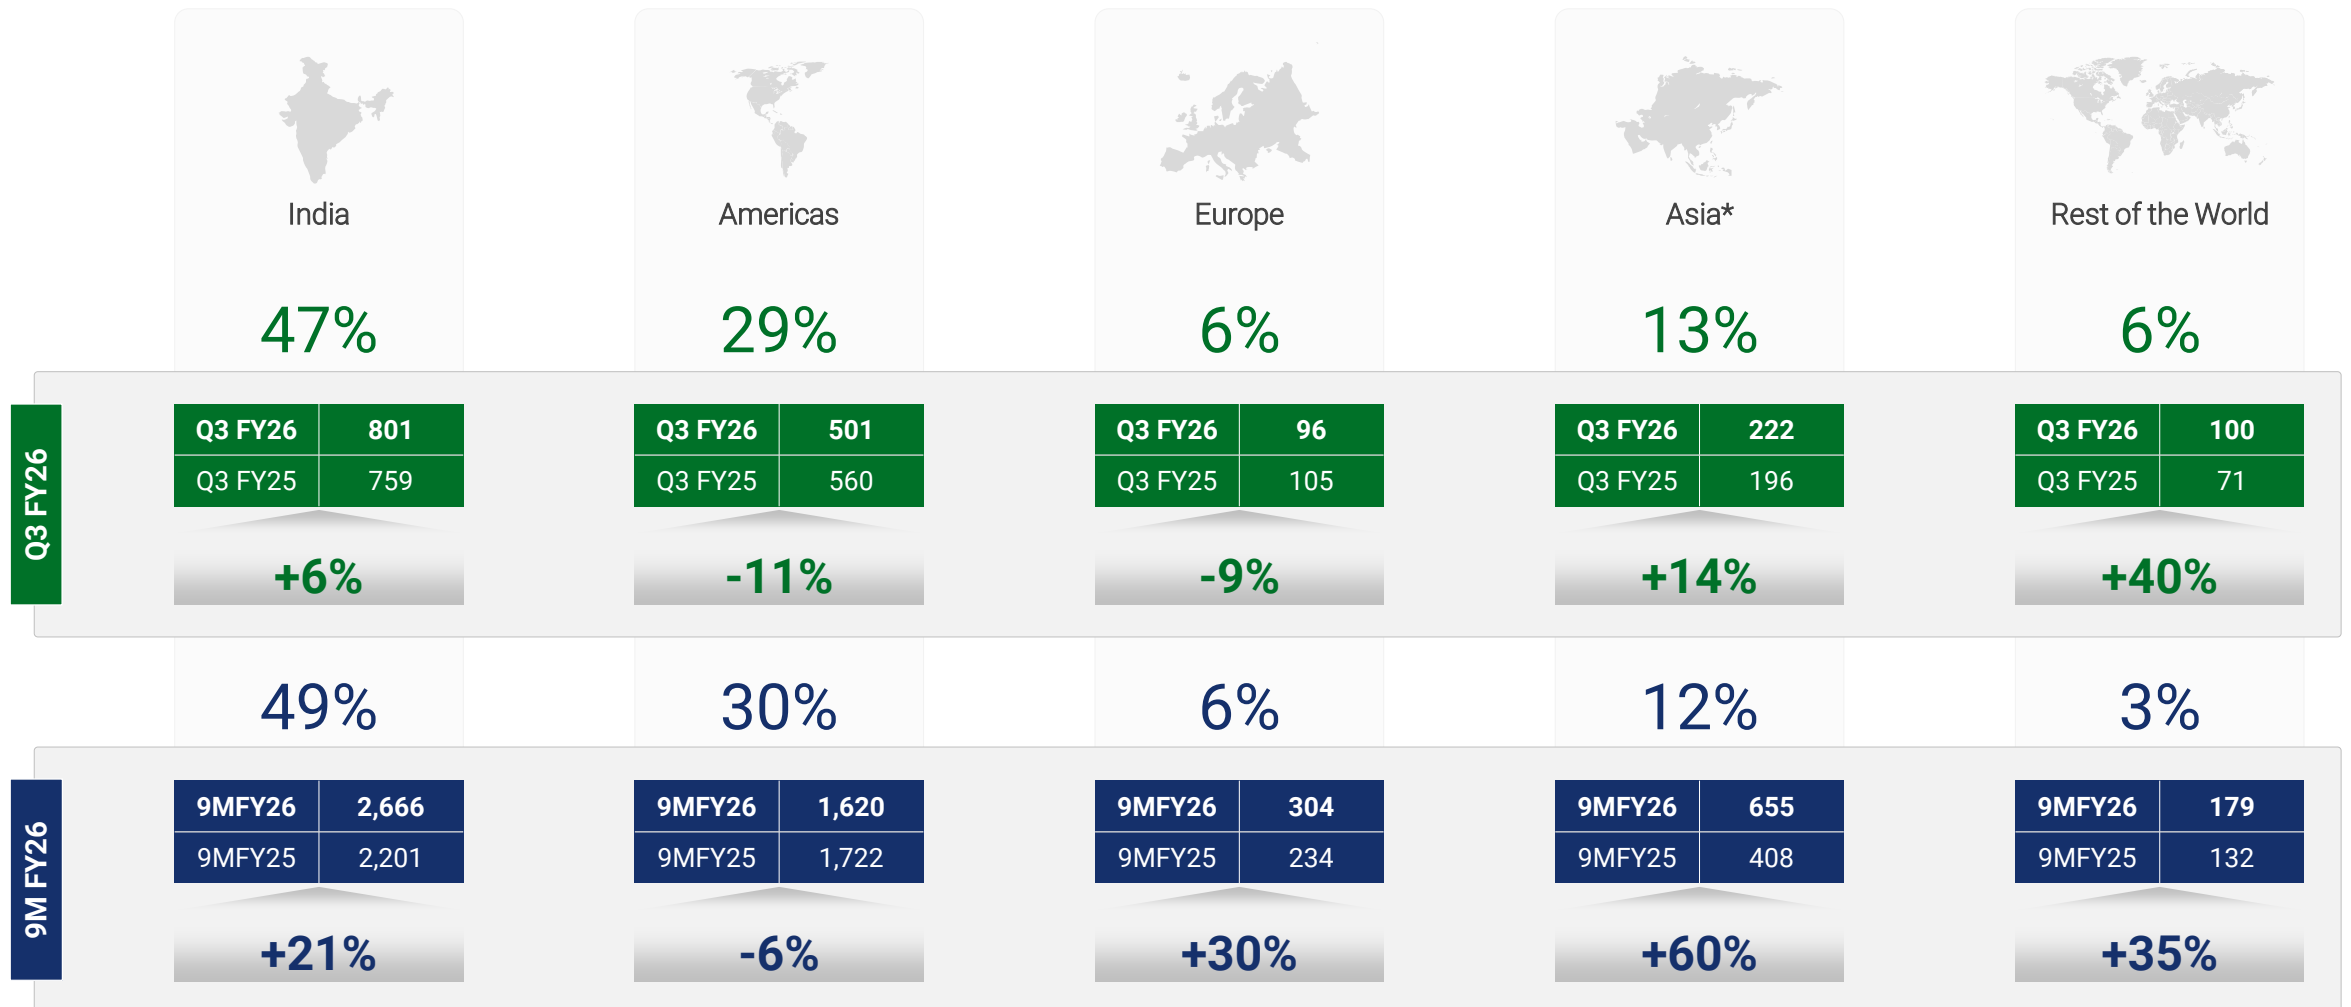 India
Americas
Europe
Asia*
Rest of the World
47%
29%
6%
13%
6%
Q3 FY26
Q3 FY26 801
Q3 FY25 759
+6%
Q3 FY26 501
Q3 FY25 560
-11%
Q3 FY26 96
Q3 FY25 105
-9%
Q3 FY26 222
Q3 FY25 196
+14%
Q3 FY26 100
Q3 FY25 71
+40%
49%
30%
6%
12%
3%
9M FY26
9MFY26 2,666
9MFY25 2,201
+21%
9MFY26 1,620
9MFY25 1,722
-6%
9MFY26 304
9MFY25 234
+30%
9MFY26 655
9MFY25 408
+60%
9MFY26 179
9MFY25 132
+35%